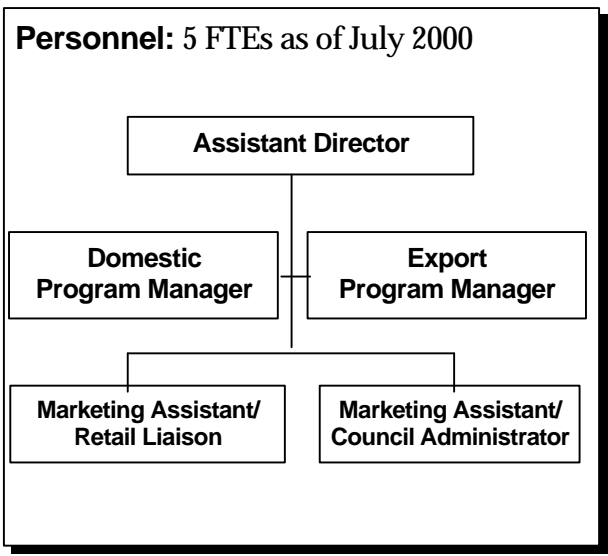 Personnel: 5 FTEs as of July 2000
Assistant Director
Domestic
Program Manager
Export
Program Manager
Marketing Assistant/
Retail Liaison
Marketing Assistant/
Council Administrator